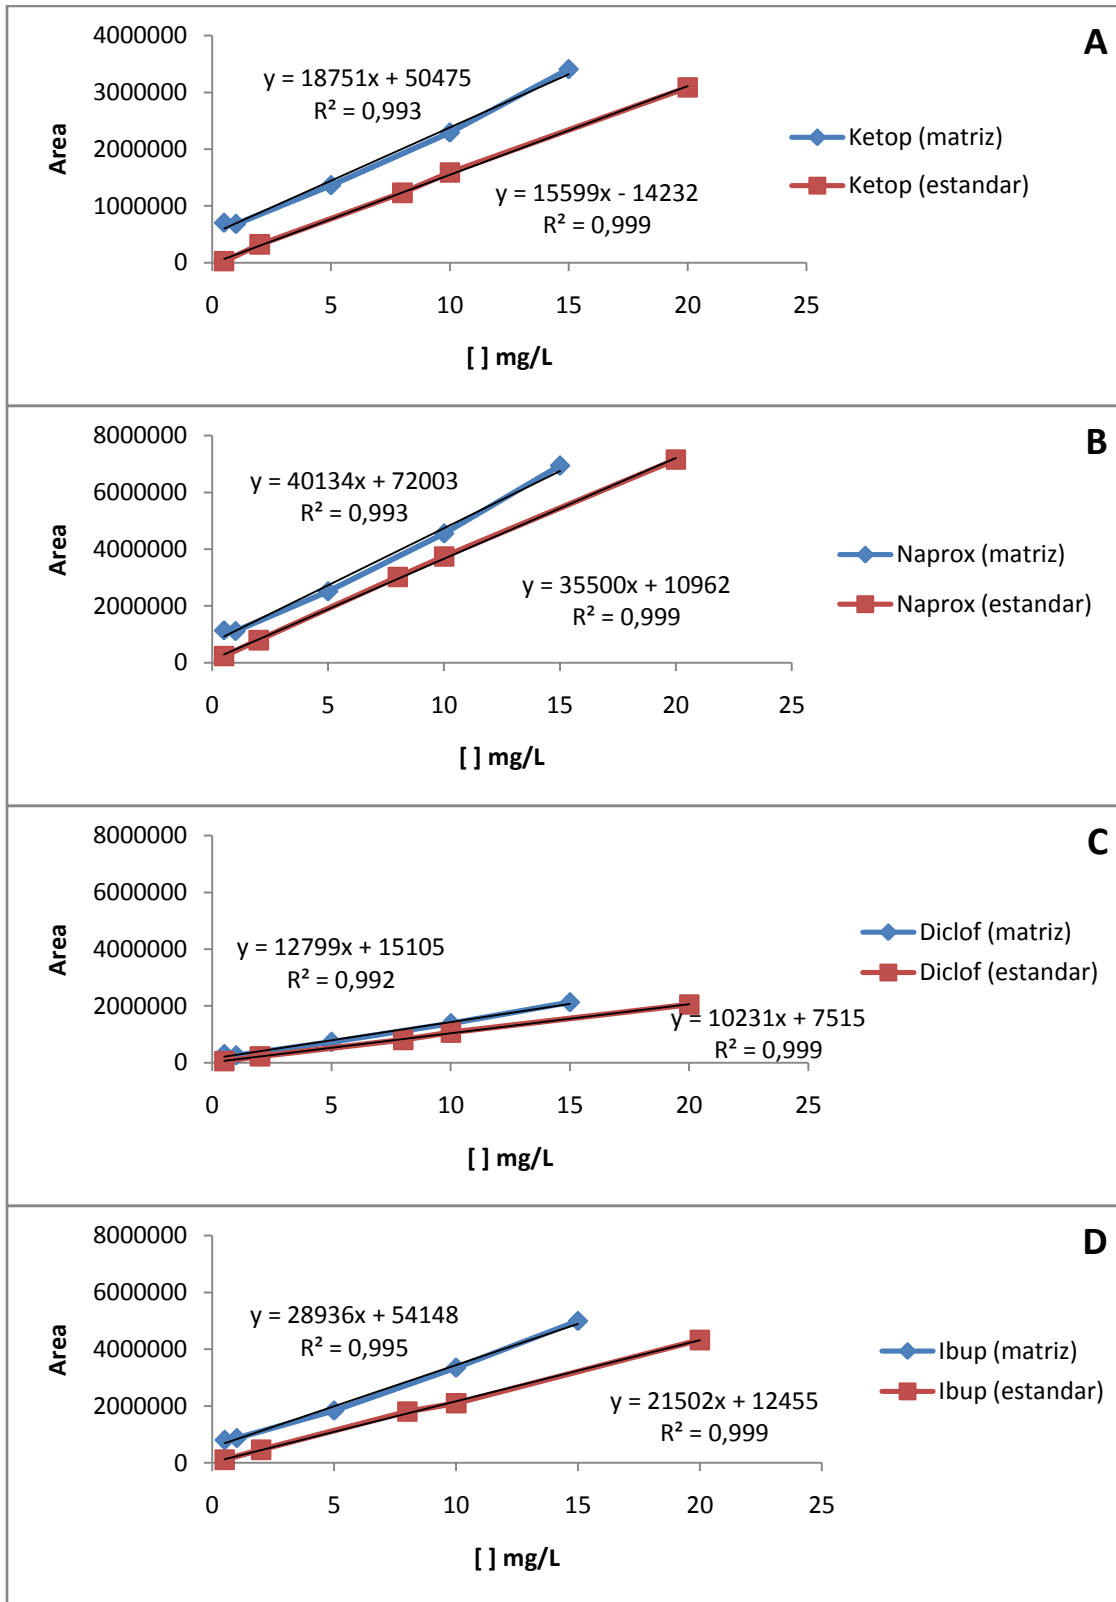 A
4000000
3000000
2000000
1000000
0
Area
y = 18751x + 50475
R² = 0,993
y = 15599x - 14232
R² = 0,999
Ketop (matriz)
Ketop (estandar)
0 5 10 15 20 25
[ ] mg/L
B
8000000
6000000
4000000
2000000
0
Area
y = 40134x + 72003
R² = 0,993
y = 35500x + 10962
R² = 0,999
Naprox (matriz)
Naprox (estandar)
0 5 10 15 20 25
[ ] mg/L
C
8000000
6000000
4000000
2000000
0
Area
y = 12799x + 15105
R² = 0,992
y = 10231x + 7515
R² = 0,999
Diclof (matriz)
Diclof (estandar)
0 5 10 15 20 25
[ ] mg/L
D
8000000
6000000
4000000
2000000
0
Area
y = 28936x + 54148
R² = 0,995
y = 21502x + 12455
R² = 0,999
Ibup (matriz)
Ibup (estandar)
0 5 10 15 20 25
[ ] mg/L